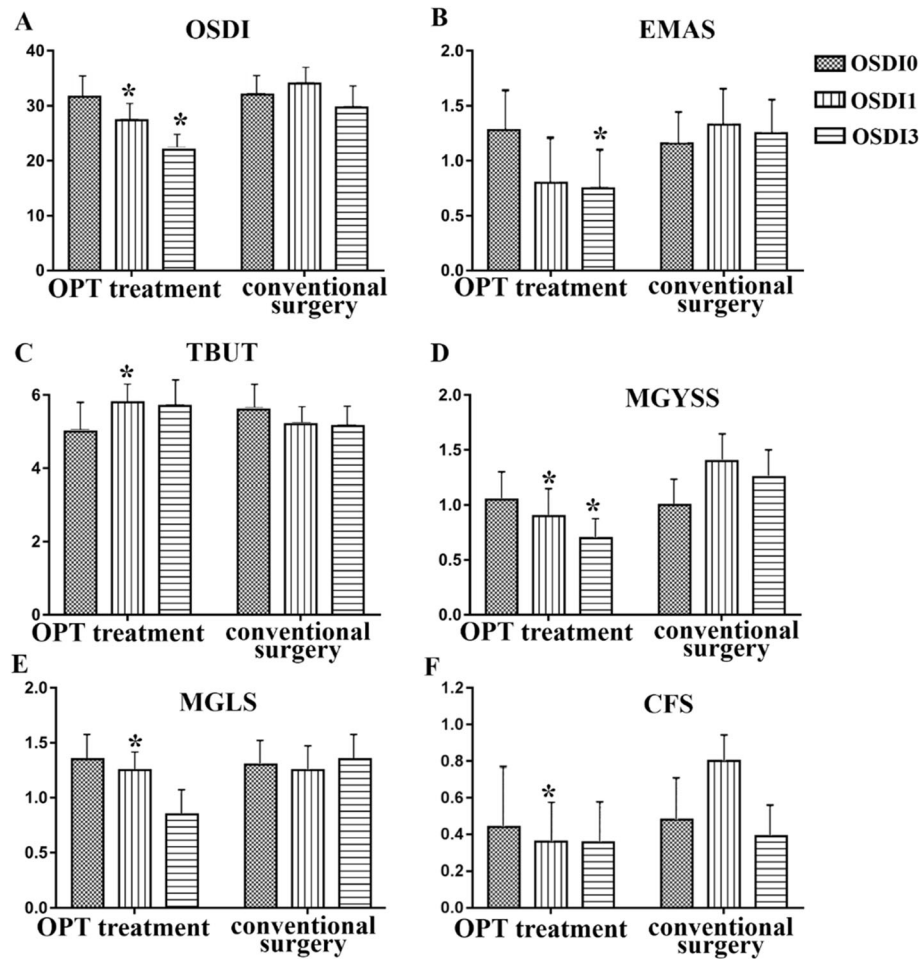 A
OSDI
40
30
20
10
0
*
*
OPT treatment
conventional
surgery
B
EMAS
2.0
1.5
1.0
0.5
0.0
*
OPT treatment
conventional
surgery
OSDI0
OSDI1
OSDI3
C
TBUT
6
4
2
0
*
OPT treatment
conventional
surgery
D
MGYSS
2.0
1.5
1.0
0.5
0.0
*
*
OPT treatment
conventional
surgery
E
MGLS
2.0
1.5
1.0
0.5
0.0
*
OPT treatment
conventional
surgery
F
CFS
1.2
1.0
0.8
0.6
0.4
0.2
0.0
*
OPT treatment
conventional
surgery